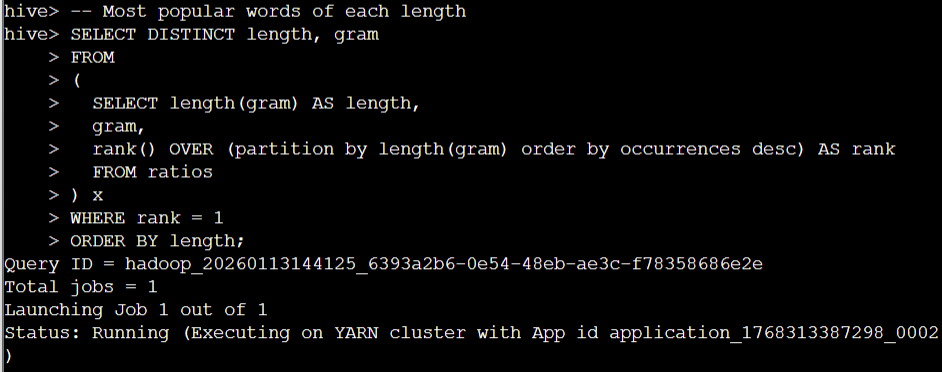 hive> -- Most popular words of each length
hive> SELECT DISTINCT length, gram
    > FROM
    > (
    >   SELECT length(gram) AS length,
    >   gram,
    >   rank() OVER (partition by length(gram) order by occurrences desc) AS rank
    >   FROM ratios
    > ) x
    > WHERE rank = 1
    > ORDER BY length;
Query ID = hadoop_20260113144125_6393a2b6-0e54-48eb-ae3c-f78358686e2e
Total jobs = 1
Launching Job 1 out of 1
Status: Running (Executing on YARN cluster with App id application_1768313387298_0002
)